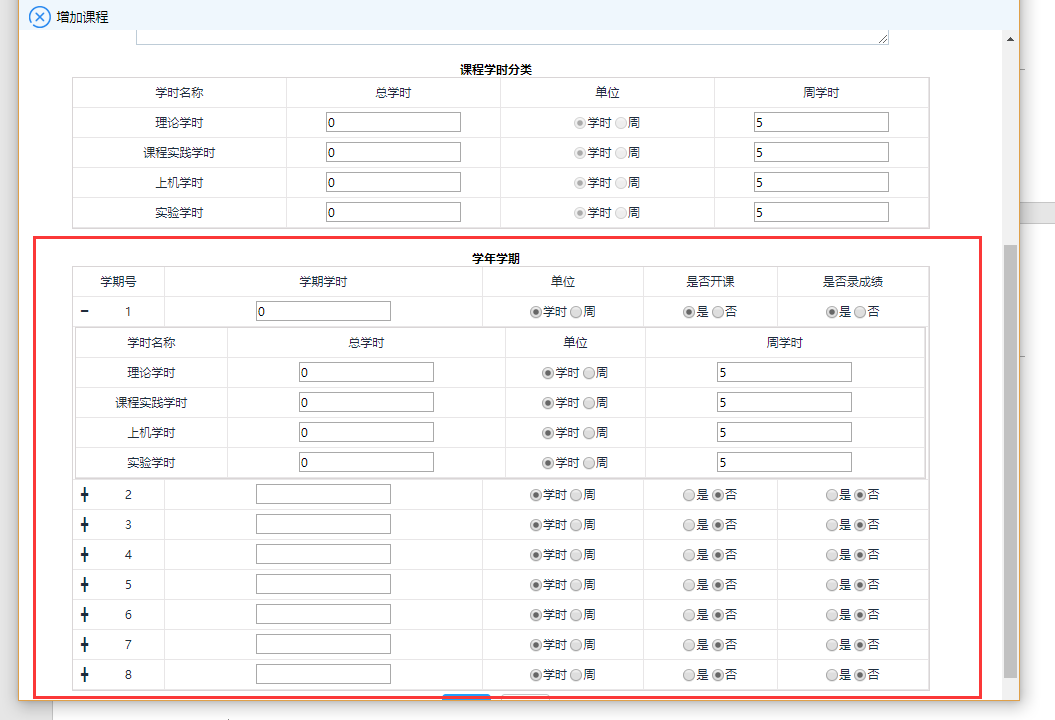 增加课程
课程学时分类
学时名称 总学时 单位 周学时
理论学时 0 学时 周 5
课程实践学时 0 学时 周 5
上机学时 0 学时 周 5
实验学时 0 学时 周 5
学年学期
学期号 学期学时 单位 是否开课 是否录成绩
1 0 学时 周 是 否 是 否
学时名称 总学时 单位 周学时
理论学时 0 学时 周 5
课程实践学时 0 学时 周 5
上机学时 0 学时 周 5
实验学时 0 学时 周 5
2 学时 周 是 否 是 否
3 学时 周 是 否 是 否
4 学时 周 是 否 是 否
5 学时 周 是 否 是 否
6 学时 周 是 否 是 否
7 学时 周 是 否 是 否
8 学时 周 是 否 是 否